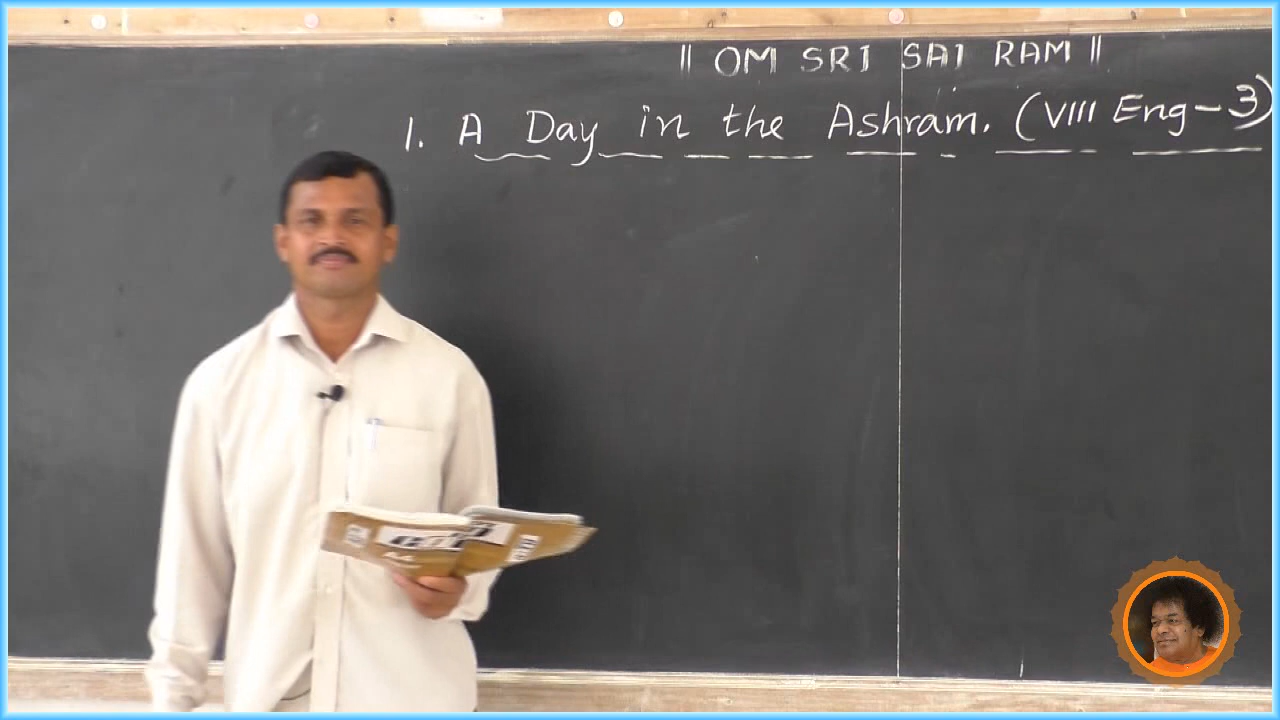 || OM SRI SAI RAM ||
1. A Day in the Ashram. (VIII Eng-3)